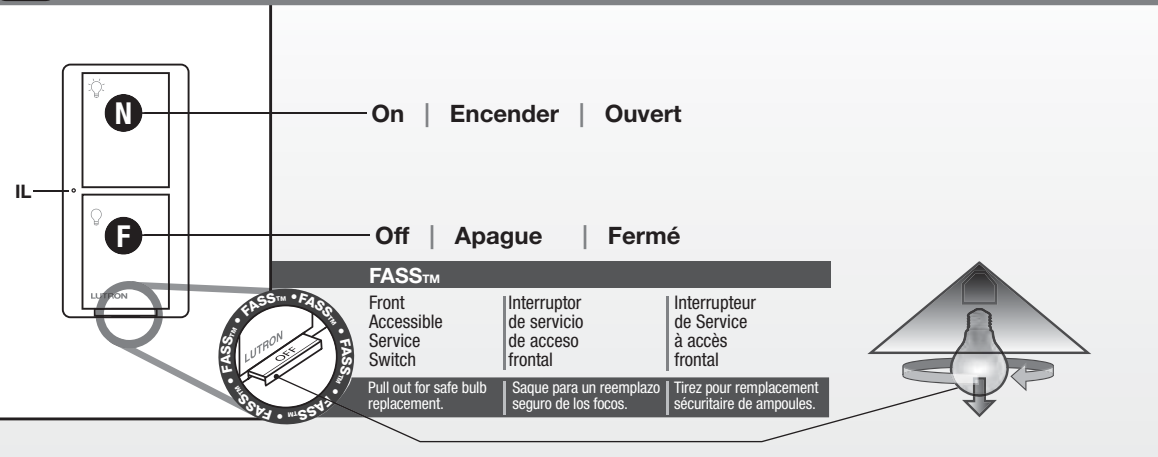 N
On | Encender | Ouvert
IL
F
Off | Apague | Fermé
LUTRON
FASS™
Front
Accessible
Service
Switch
Interruptor
de servicio
de acceso
frontal
Interrupteur
de Service
à accès
frontal
Pull out for safe bulb
replacement.
Saque para un reemplazo
seguro de los focos.
Tirez pour remplacement
sécuritaire de ampoules.
FASS™ • FASS™ • FASS™ • FASS™ • FASS™ • FASS™ •
LUTRON
OFF